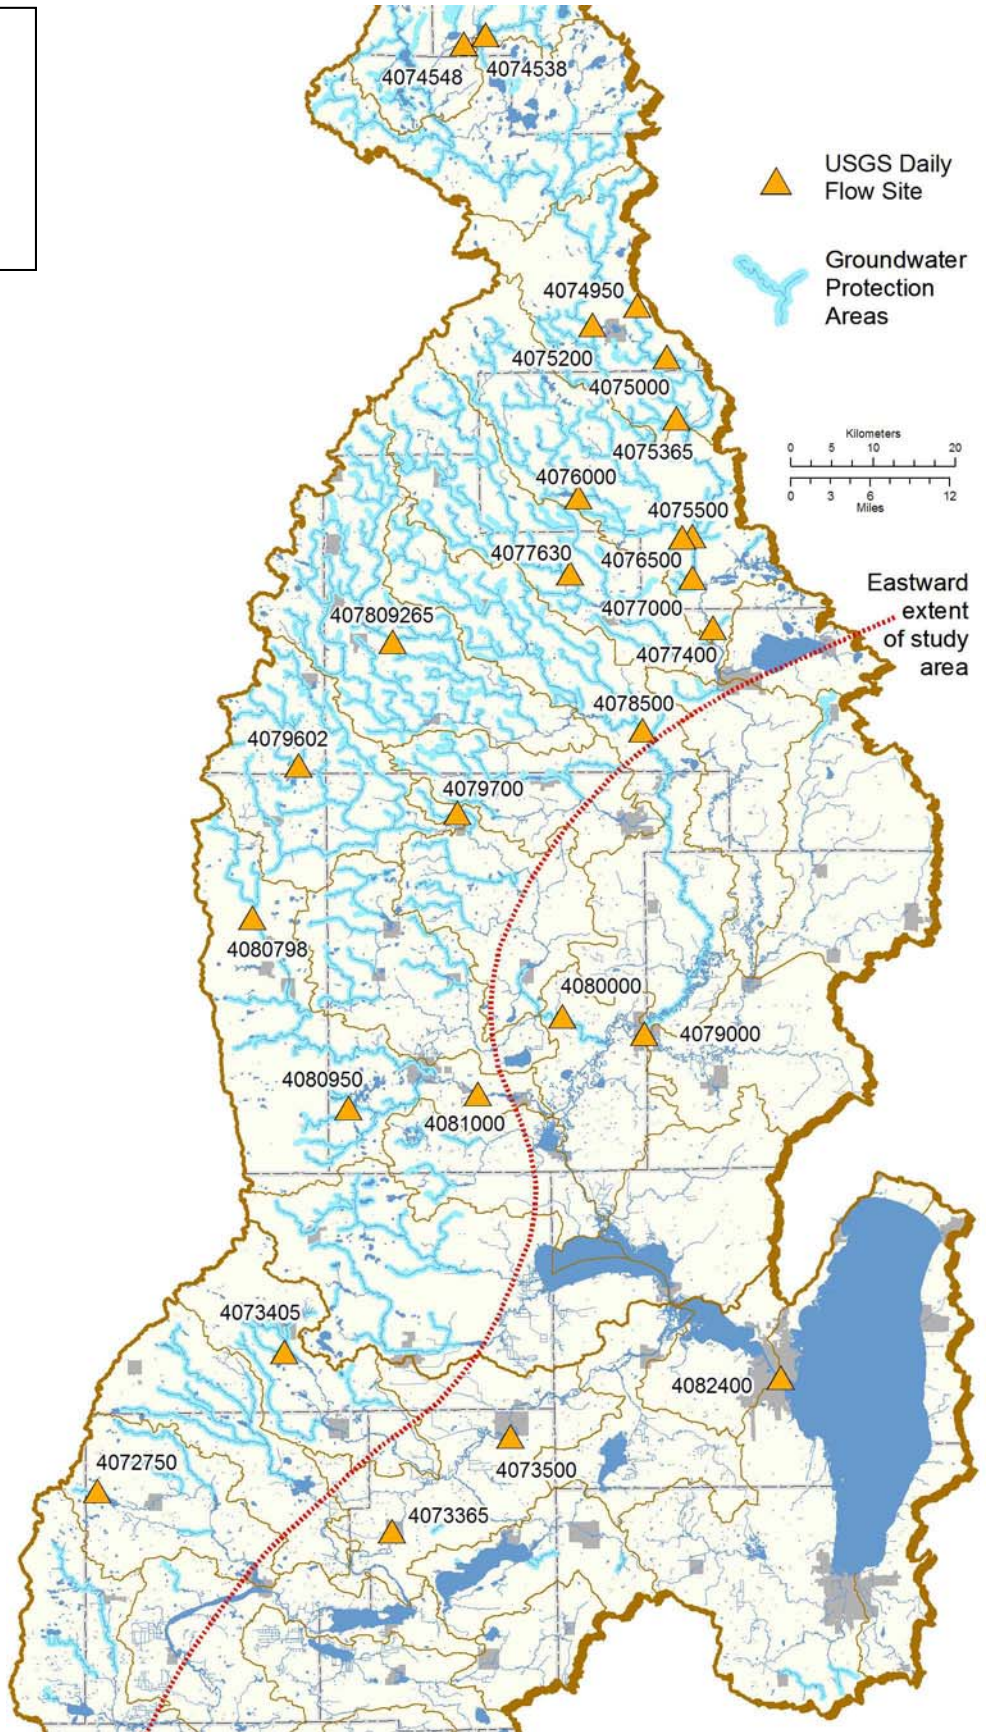 4074548
4074538
USGS Daily
Flow Site
Groundwater
Protection
Areas
4074950
4075200
4075000
4075365
Kilometers
0 5 10 20
0 3 6 12
Miles
4076000
4075500
4077630
4076500
4077000
407809265
4077400
Eastward
extent
of study
area
4078500
4079602
4079700
4080798
4080000
4079000
4080950
4081000
4073405
4082400
4072750
4073500
4073365